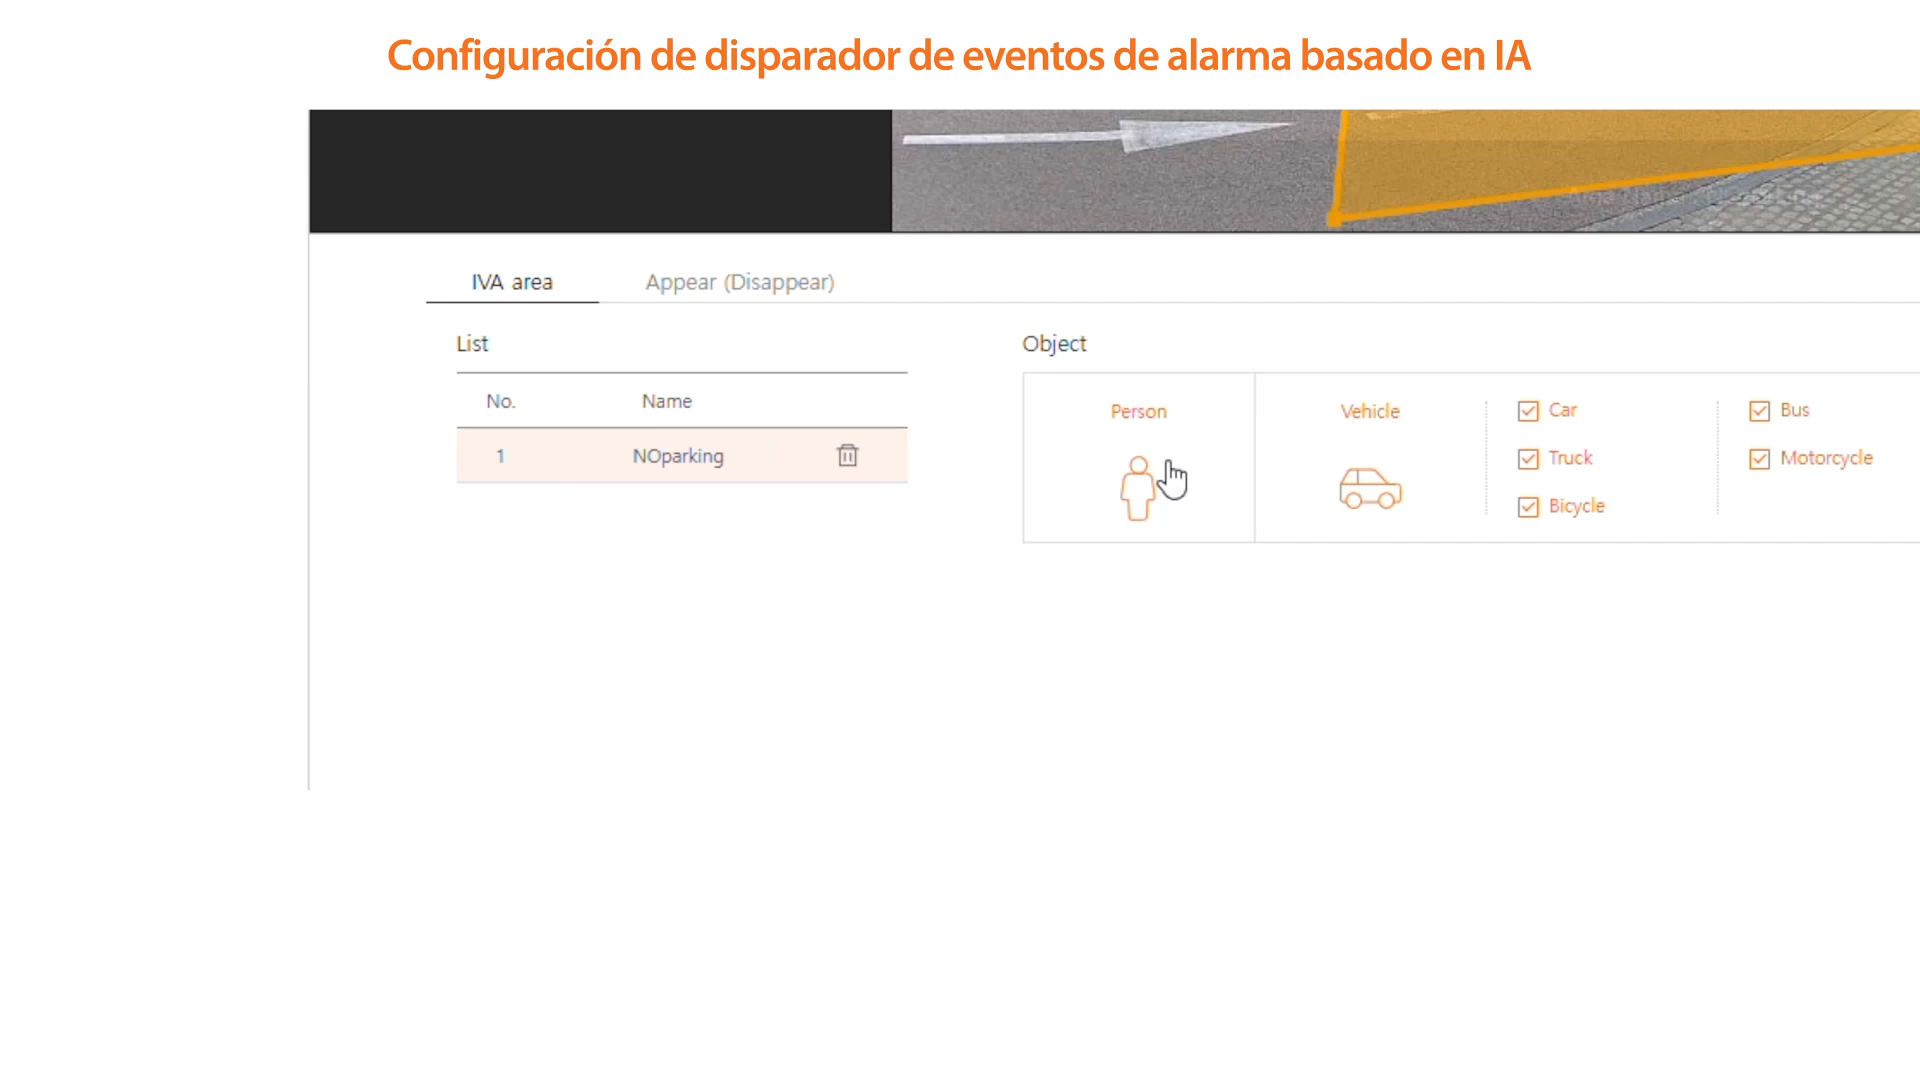 Configuración de disparador de eventos de alarma basado en IA
IVA area
Appear (Disappear)
List
Object
No.
Name
1
NOparking
Person
Vehicle
Car
Truck
Bicycle
Bus
Motorcycle